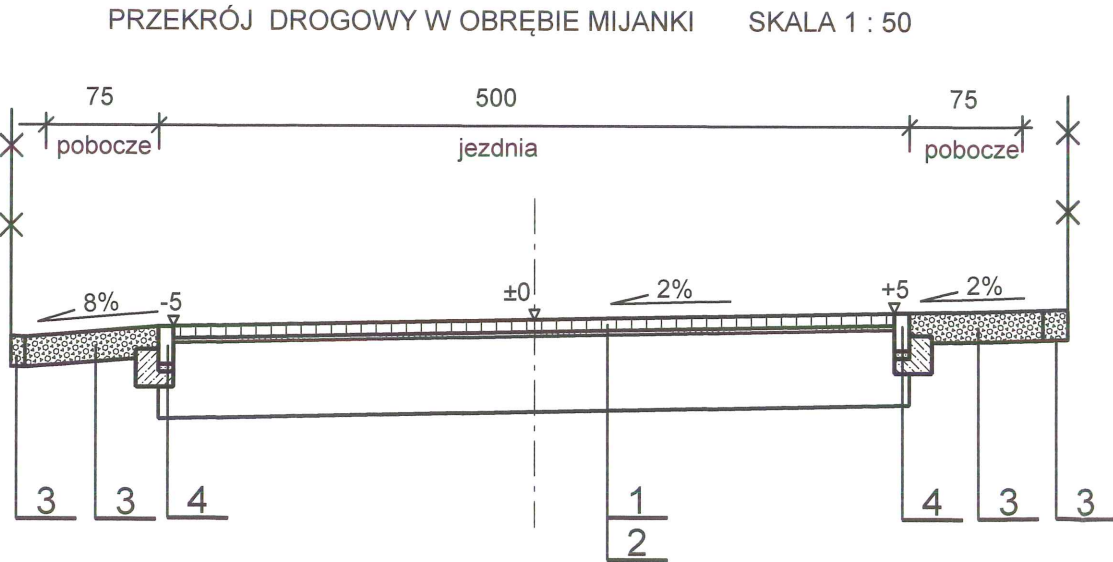 PRZEKRÓJ DROGOWY W OBRĘBIE MIJANKI SKALA 1 : 50
75 500 75
pobocze jezdnia pobocze
8% -5 ±0 2% +5 2%
3 3 4 1 4 3 3
2